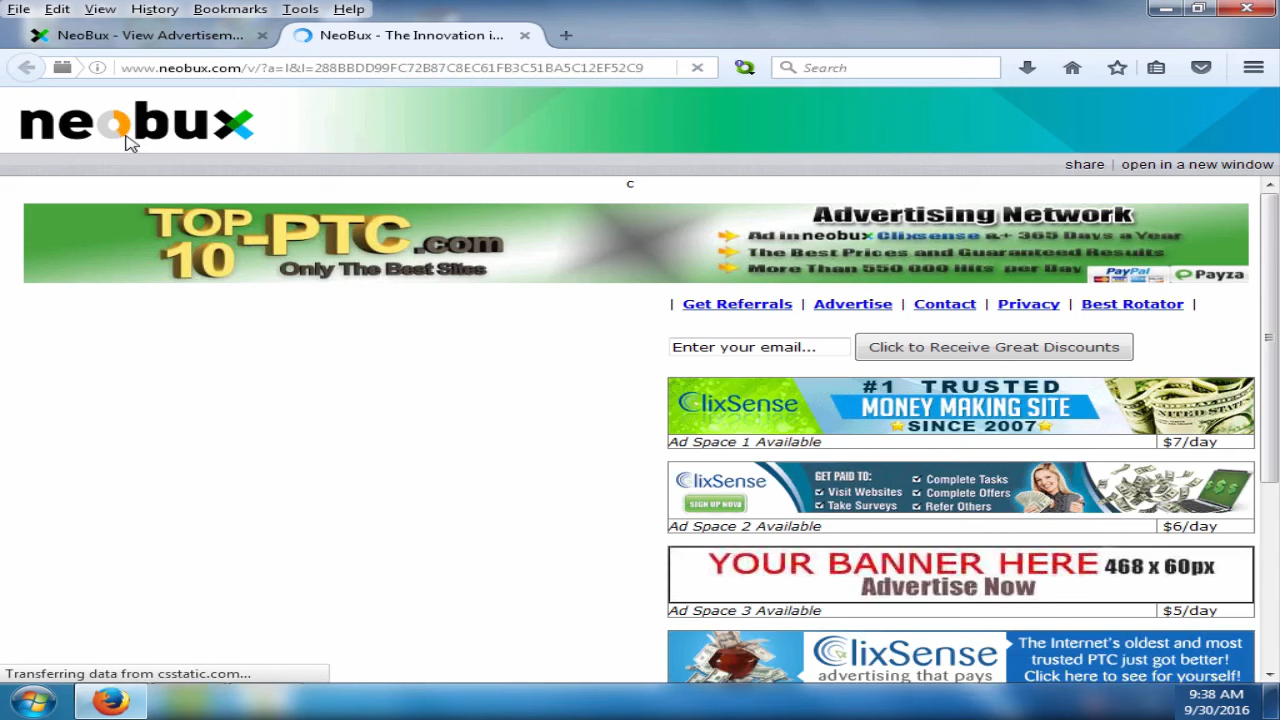 File Edit View History Bookmarks Tools Help
NeoBux - View Advertisem...
NeoBux - The Innovation i...
www.neobux.com/v/?a=l&l=288BBDD99FC72B87C8EC61FB3C51BA5C12EF52C9
Search
neobux
share | open in a new window
c
TOP 10 -PTC.com
Only The Best Sites
Advertising Network
Ad in neobux Clixsense &+ 365 Days a Year
The Best Prices and Guaranteed Results
More Than 550 000 Hits per Day
PayPal
Payza
| Get Referrals | Advertise | Contact | Privacy | Best Rotator |
Enter your email...
Click to Receive Great Discounts
ClixSense
#1 TRUSTED
MONEY MAKING SITE
SINCE 2007
Ad Space 1 Available $7/day
ClixSense
SIGN UP NOW
GET PAID TO:
Visit Websites
Take Surveys
Complete Tasks
Complete Offers
Refer Others
Ad Space 2 Available $6/day
YOUR BANNER HERE 468 x 60px
Advertise Now
Ad Space 3 Available $5/day
ClixSense
advertising that pays
The Internet's oldest and most
trusted PTC just got better!
Click here to see for yourself!
Transferring data from csstatic.com...
9:38 AM
9/30/2016